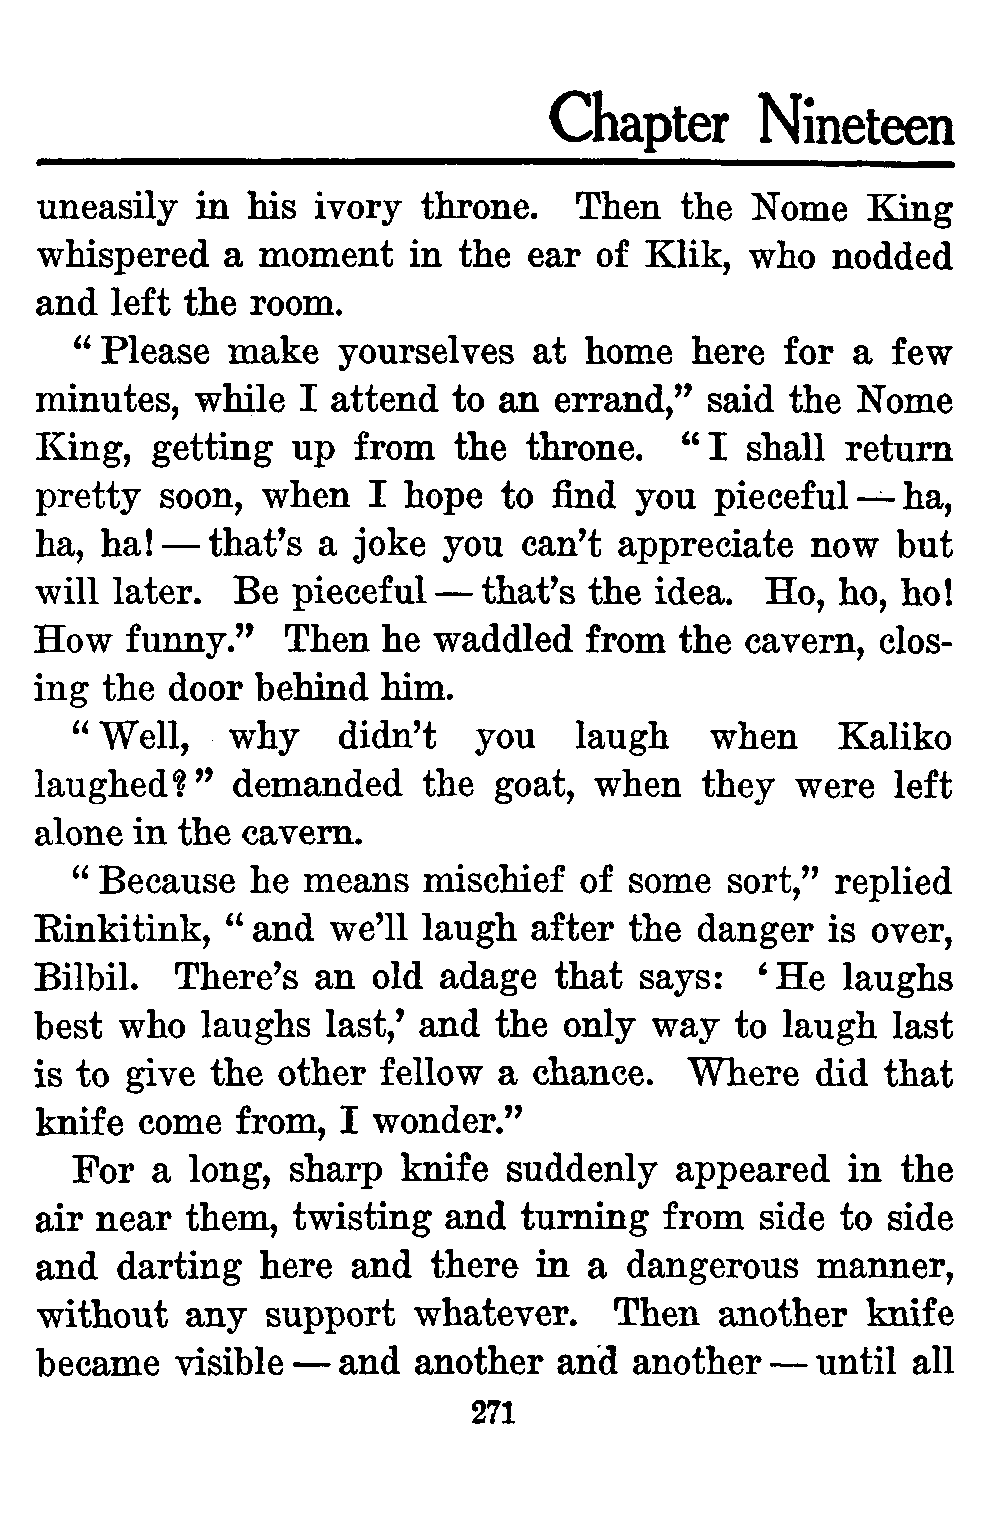 Chapter Nineteen
uneasily in his ivory throne. Then the Nome King
whispered a moment in the ear of Klik, who nodded
and left the room.
“Please make yourselves at home here for a few
minutes, while I attend to an errand,” said the Nome
King, getting up from the throne. “I shall return
pretty soon, when I hope to find you pieceful — ha,
ha, ha! — that’s a joke you can’t appreciate now but
will later. Be pieceful — that’s the idea. Ho, ho, ho!
How funny.” Then he waddled from the cavern, clos-
ing the door behind him.
“Well, why didn’t you laugh when Kaliko
laughed?” demanded the goat, when they were left
alone in the cavern.
“Because he means mischief of some sort,” replied
Rinkitink, “and we’ll laugh after the danger is over,
Bilbil. There’s an old adage that says: ‘He laughs
best who laughs last,’ and the only way to laugh last
is to give the other fellow a chance. Where did that
knife come from, I wonder.”
For a long, sharp knife suddenly appeared in the
air near them, twisting and turning from side to side
and darting here and there in a dangerous manner,
without any support whatever. Then another knife
became visible — and another and another — until all
271